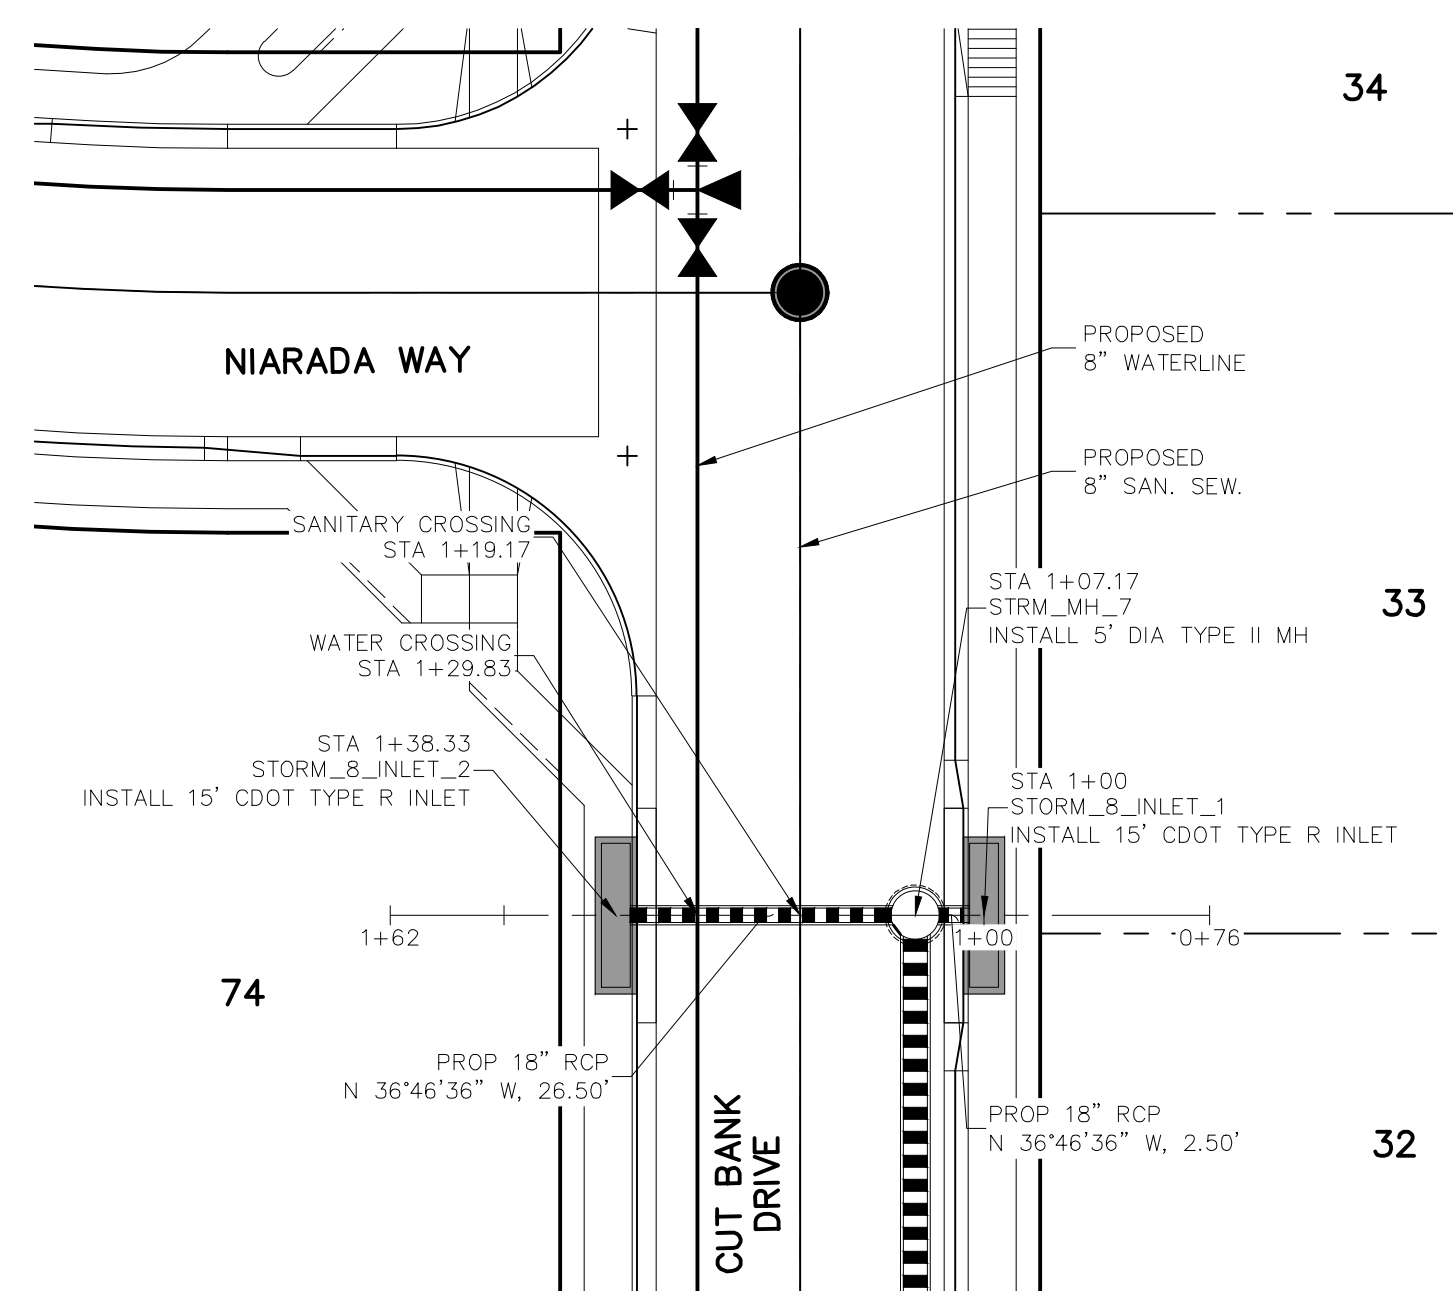 34
NIARADA WAY
PROPOSED
8” WATERLINE
PROPOSED
8” SAN. SEW.
SANITARY CROSSING
STA 1+19.17
STA 1+07.17
STRM_MH_7
INSTALL 5’ DIA TYPE II MH
33
WATER CROSSING
STA 1+29.83
STA 1+38.33
STORM_8_INLET_2
INSTALL 15’ CDOT TYPE R INLET
STA 1+00
STORM_8_INLET_1
INSTALL 15’ CDOT TYPE R INLET
1+62
1+00
0+76
74
PROP 18” RCP
N 36°46’36” W, 26.50’
PROP 18” RCP
N 36°46’36” W, 2.50’
32
CUT BANK
DRIVE